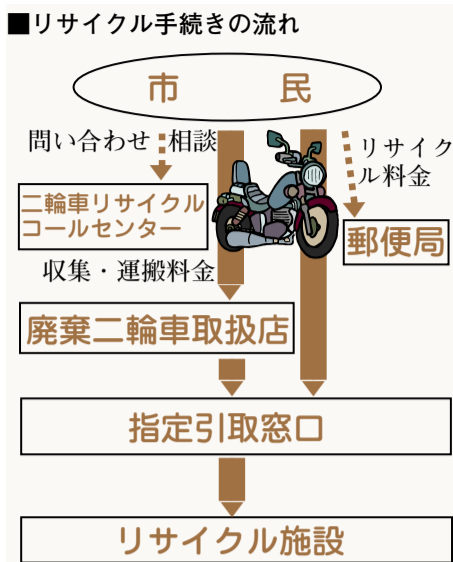 ■リサイクル手続きの流れ
市 民
問い合わせ 相談
リサイク
ル料金
二輪車リサイクル
コールセンター
郵便局
収集・運搬料金
廃棄二輪車取扱店
指定引取窓口
リサイクル施設